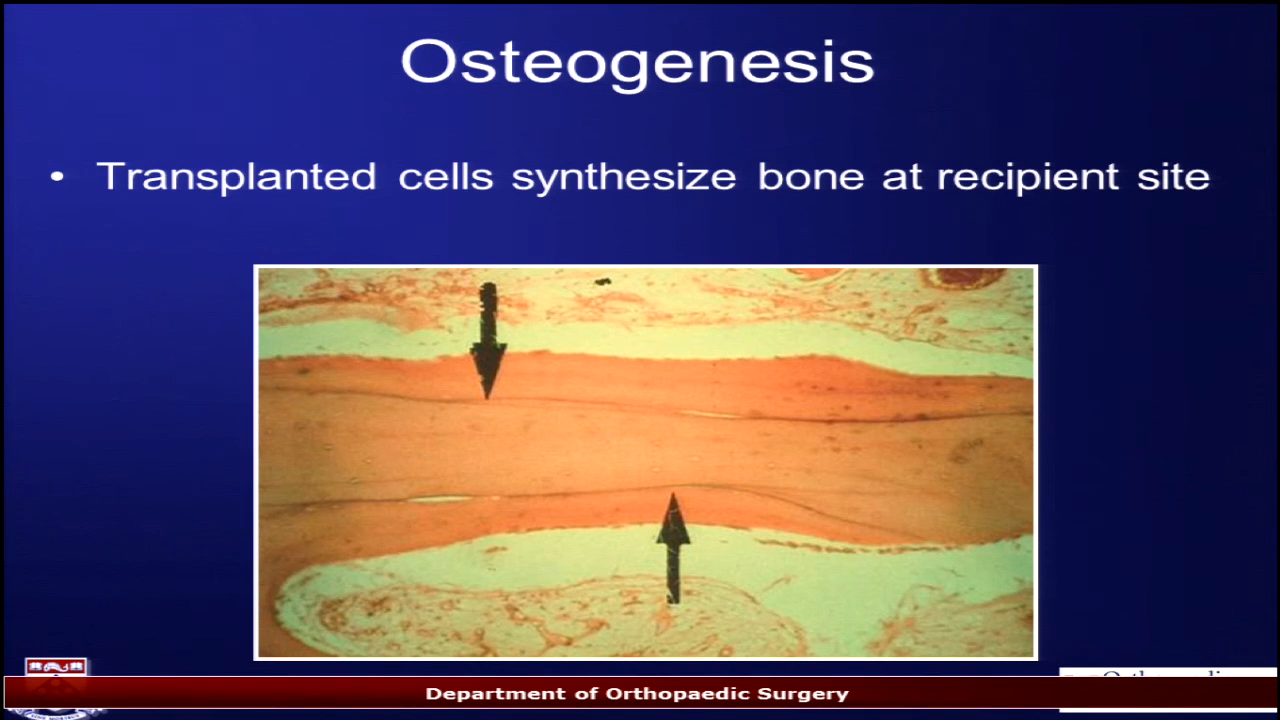 Osteogenesis
• Transplanted cells synthesize bone at recipient site
Department of Orthopaedic Surgery